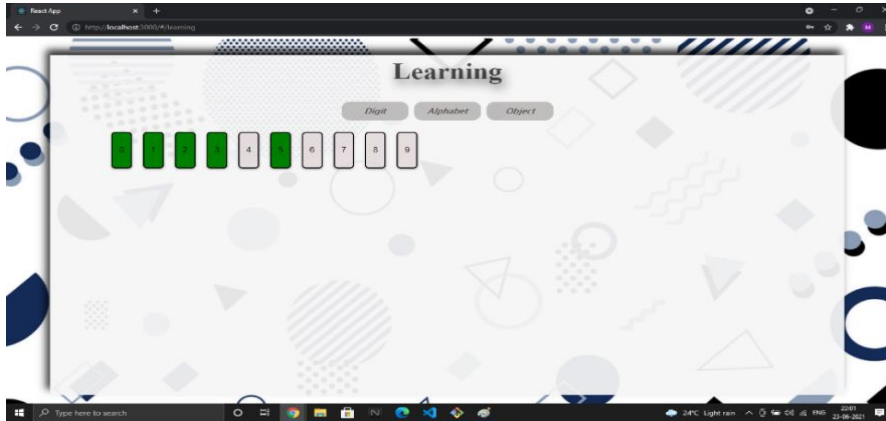 React App
http://localhost:3000/#/learning
Learning
Digit Alphabet Object
0 1 2 3 4 5 6 7 8 9
Type here to search
24°C Light rain ENG 22:01
23-06-2021